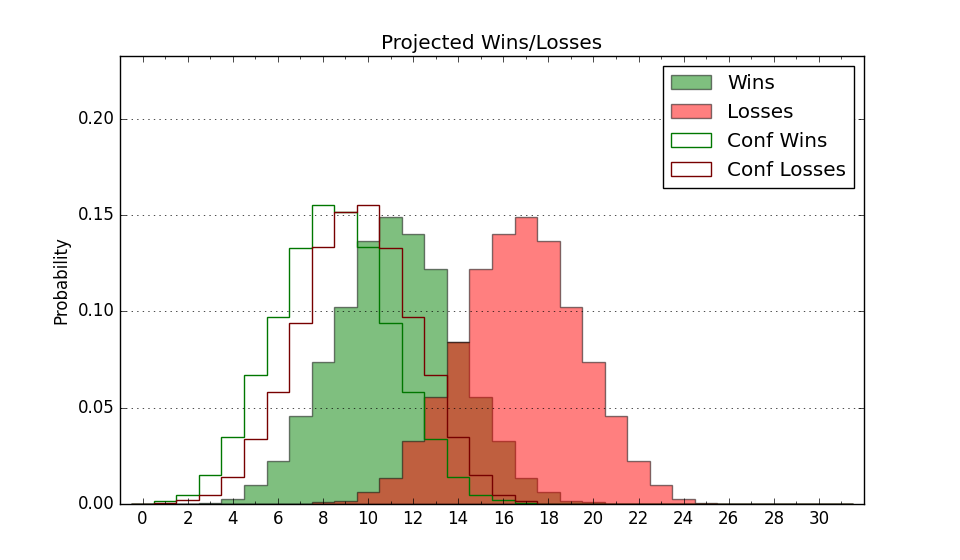 Projected Wins/Losses
Wins
Losses
Conf Wins
Conf Losses
Probability
0.20
0.15
0.10
0.05
0.00
0 2 4 6 8 10 12 14 16 18 20 22 24 26 28 30